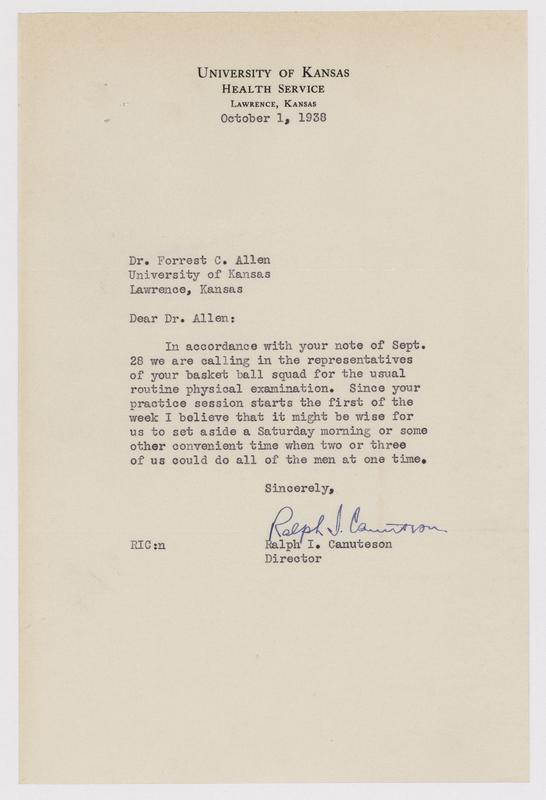 UNIVERSITY OF KANSAS
HEALTH SERVICE
LAWRENCE, KANSAS
October 1, 1938
Dr. Forrest C. Allen
University of Kansas
Lawrence, Kansas
Dear Dr. Allen:
In accordance with your note of Sept.
28 we are calling in the representatives
of your basket ball squad for the usual
routine physical examination. Since your
practice session starts the first of the
week I believe that it might be wise for
us to set aside a Saturday morning or some
other convenient time when two or three
of us could do all of the men at one time.
Sincerely,
Ralph I. Canuteson
RIC:n Ralph I. Canuteson
Director